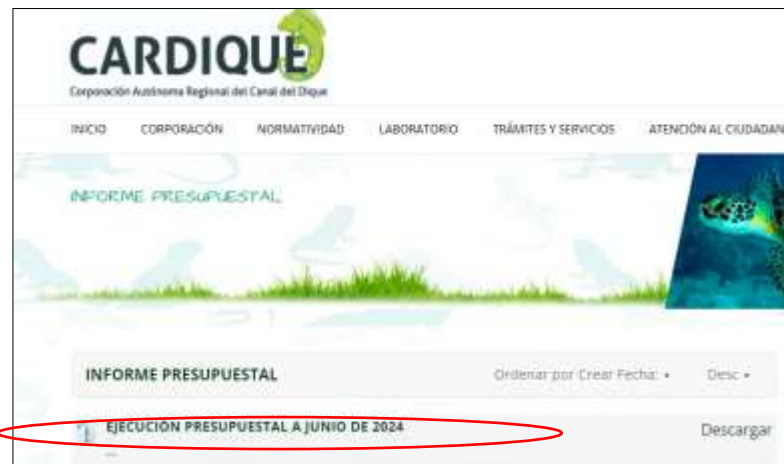 CARDIQUE
Corporación Autónoma Regional del Canal del Dique
INICIO CORPORACIÓN NORMATIVIDAD LABORATORIO TRÁMITES Y SERVICIOS ATENCIÓN AL CIUDADAN
INFORME PRESUPUESTAL
INFORME PRESUPUESTAL Ordenar por Crear Fecha: Desc
EJECUCIÓN PRESUPUESTAL A JUNIO DE 2024 Descargar
...